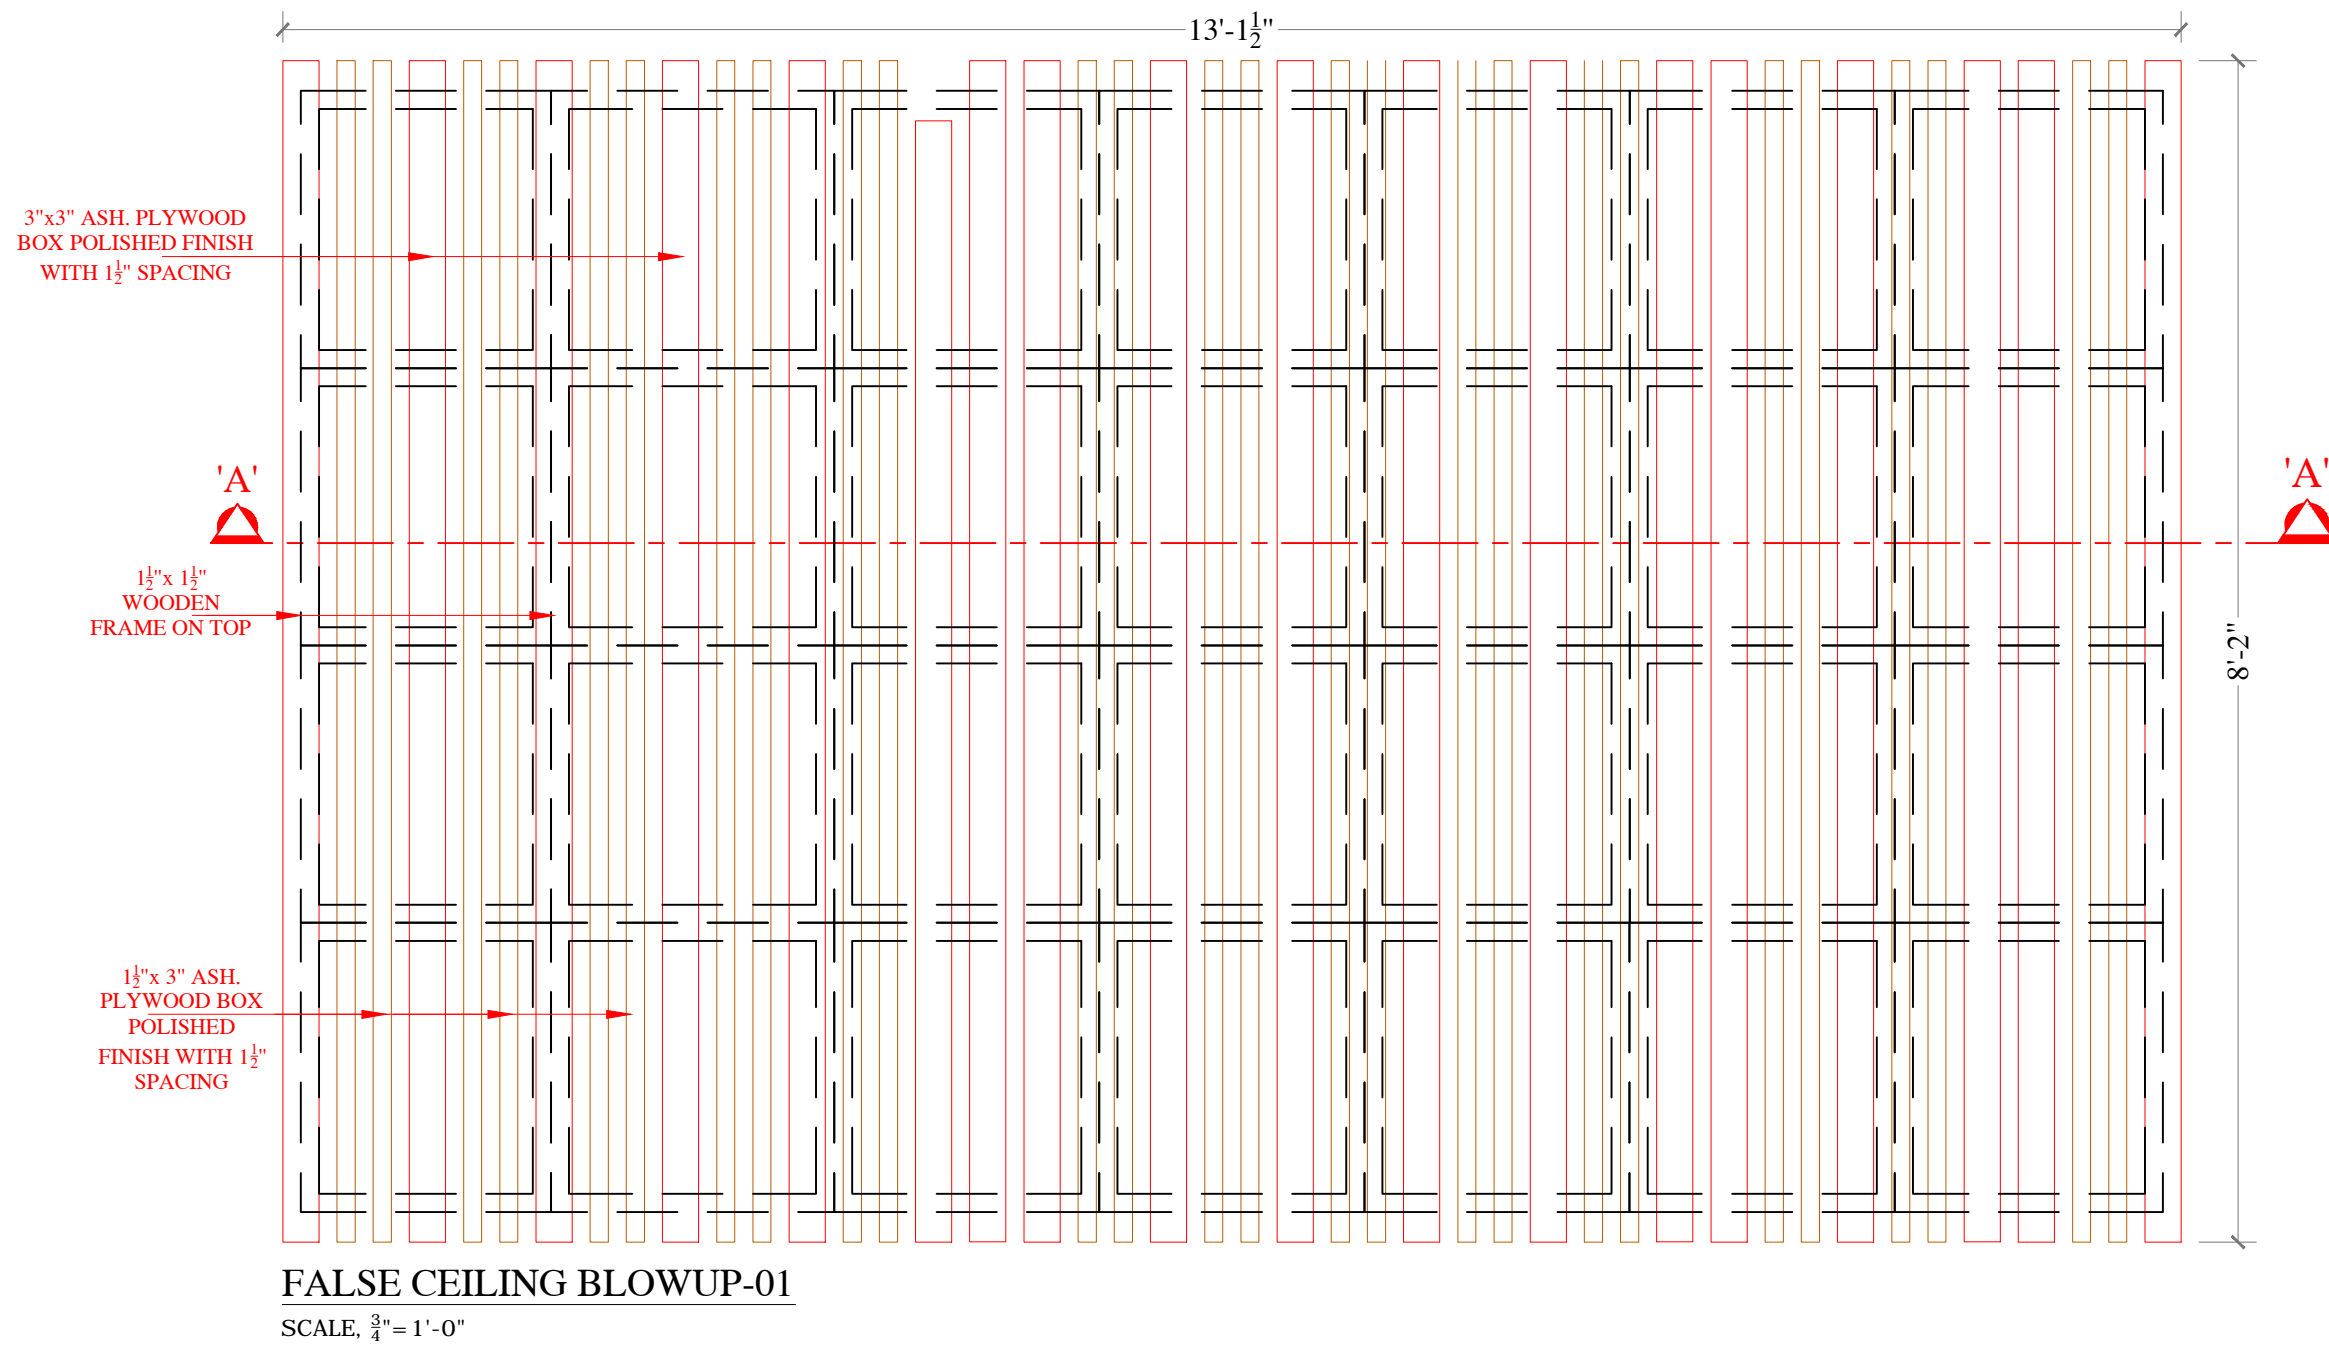 13'-1½"
3"x3" ASH. PLYWOOD
BOX POLISHED FINISH
WITH 1½" SPACING
'A'
'A'
1½"x 1½"
WOODEN
FRAME ON TOP
8'-2"
1½"x 3" ASH.
PLYWOOD BOX
POLISHED
FINISH WITH 1½"
SPACING
FALSE CEILING BLOWUP-01
SCALE, ¾"=1'-0"